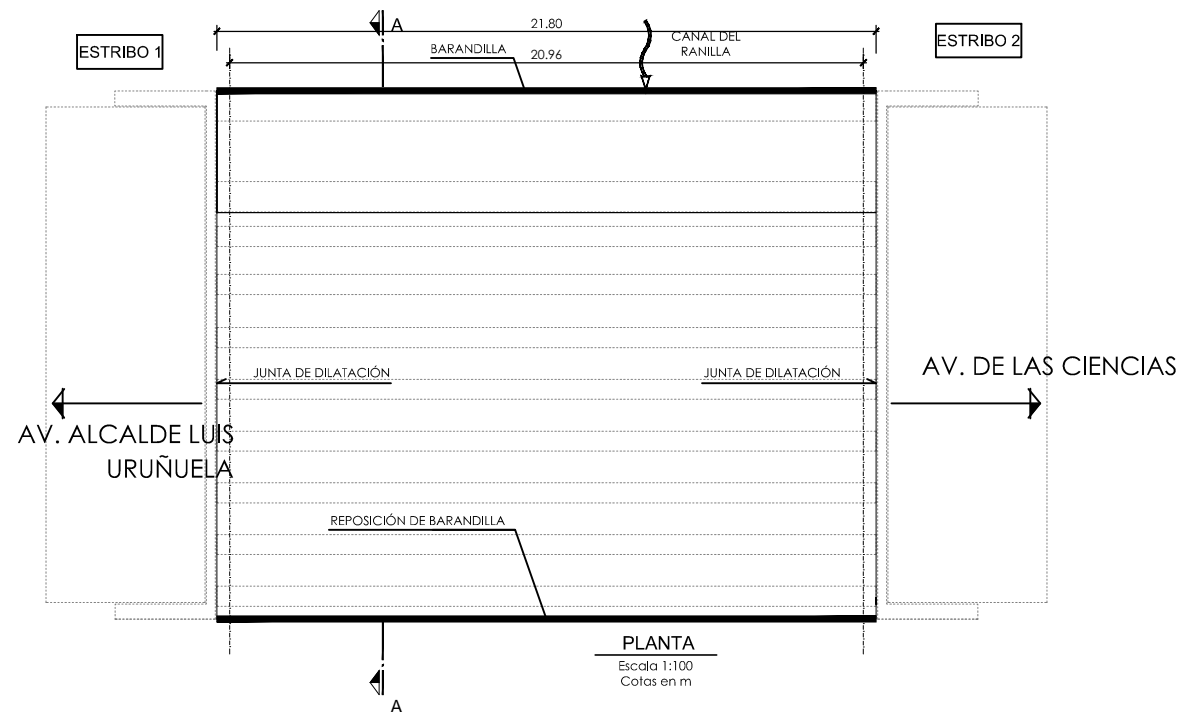 21.80
A
ESTRIBO 1
CANAL DEL
RANILLA
ESTRIBO 2
BARANDILLA
20.96
JUNTA DE DILATACIÓN
JUNTA DE DILATACIÓN
AV. DE LAS CIENCIAS
AV. ALCALDE LUIS
URUÑUELA
REPOSICIÓN DE BARANDILLA
PLANTA
Escala 1:100
Cotas en m
A